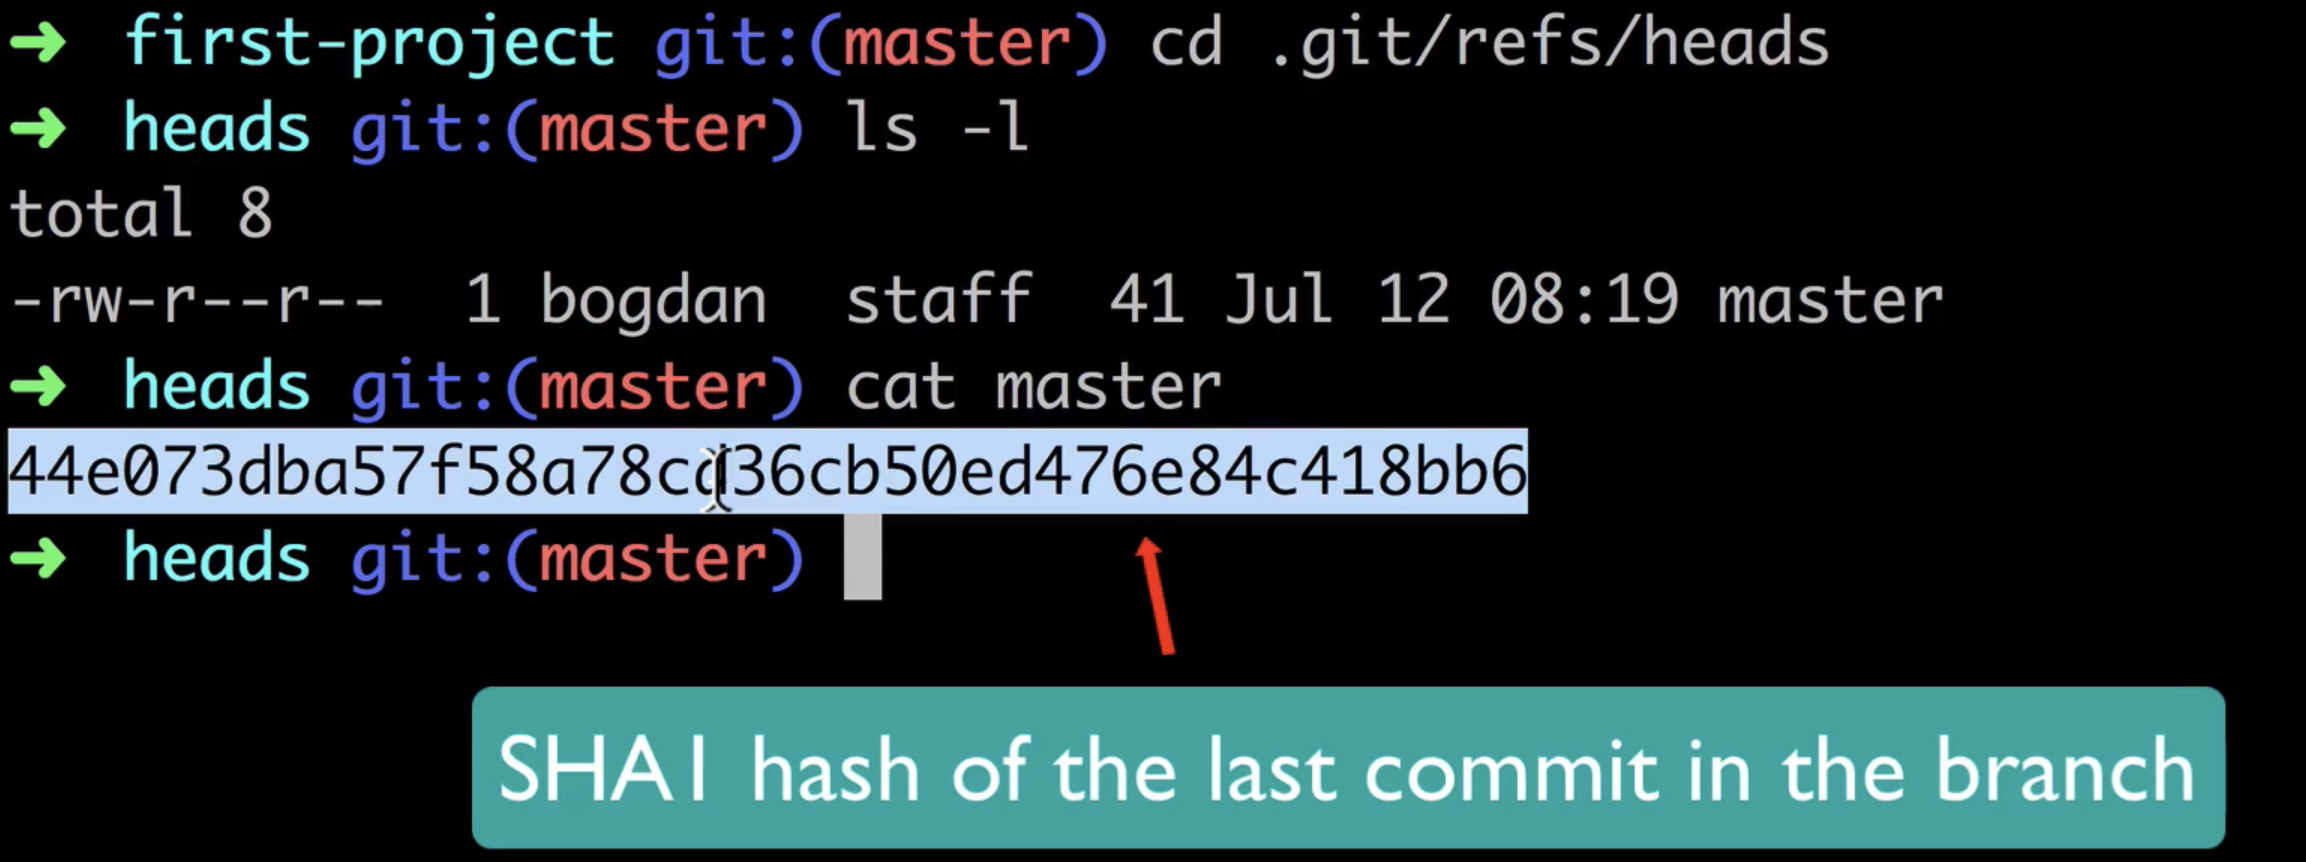 ➜ first-project git:(master) cd .git/refs/heads
➜ heads git:(master) ls -l
total 8
-rw-r--r-- 1 bogdan staff 41 Jul 12 08:19 master
➜ heads git:(master) cat master
44e073dba57f58a78cd36cb50ed476e84c418bb6
➜ heads git:(master)
SHA1 hash of the last commit in the branch